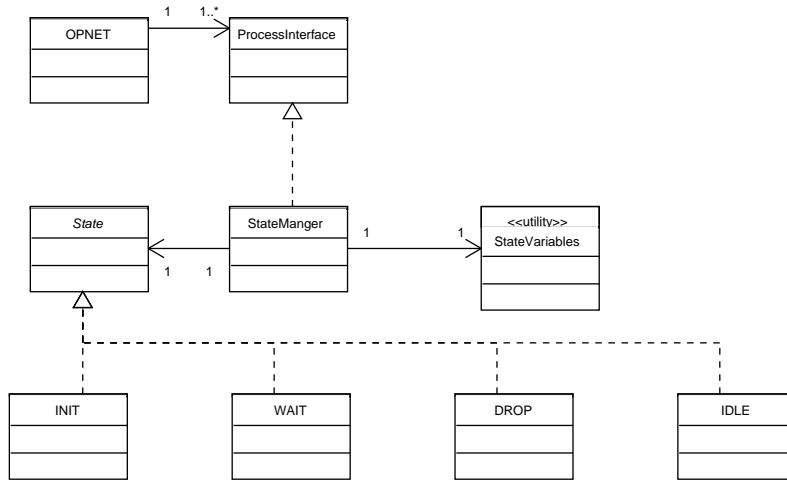 1 1..*
OPNET ProcessInterface
State StateManger <<utility>>
1 1 StateVariables
1 1
INIT WAIT DROP IDLE